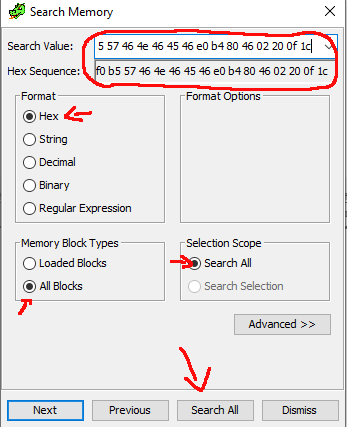 Search Memory
Search Value: 5 57 46 4e 46 45 46 e0 b4 80 46 02 20 0f 1c
Hex Sequence: f0 b5 57 46 4e 46 45 46 e0 b4 80 46 02 20 0f 1c
Format
Format Options
Hex
String
Decimal
Binary
Regular Expression
Memory Block Types
Selection Scope
Loaded Blocks
Search All
All Blocks
Search Selection
Advanced >>
Next Previous Search All Dismiss